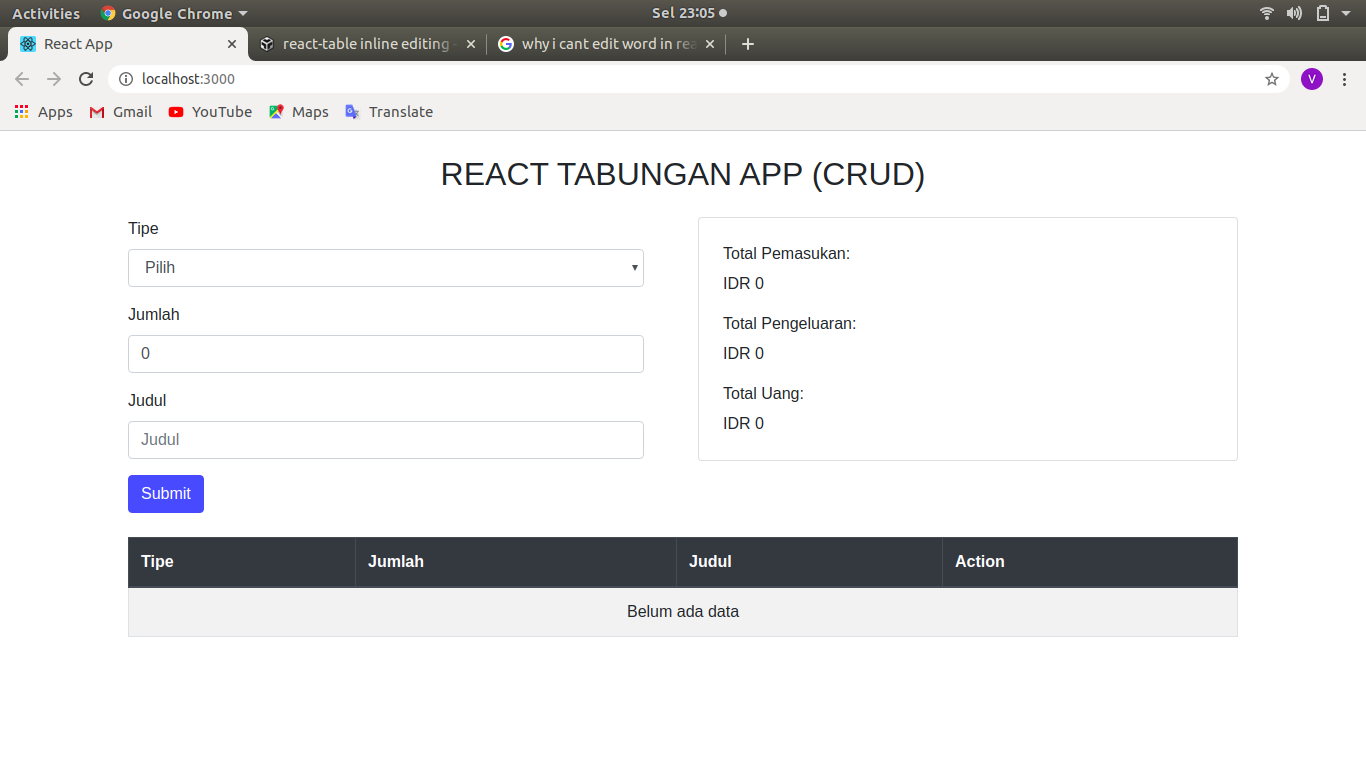 Activities Google Chrome Sel 23:05
React App react-table inline editing why i cant edit word in rea
localhost:3000 V
Apps Gmail YouTube Maps Translate
REACT TABUNGAN APP (CRUD)
Tipe
Pilih
Jumlah
0
Judul
Judul
Submit
Total Pemasukan:
IDR 0
Total Pengeluaran:
IDR 0
Total Uang:
IDR 0
Tipe Jumlah Judul Action
Belum ada data